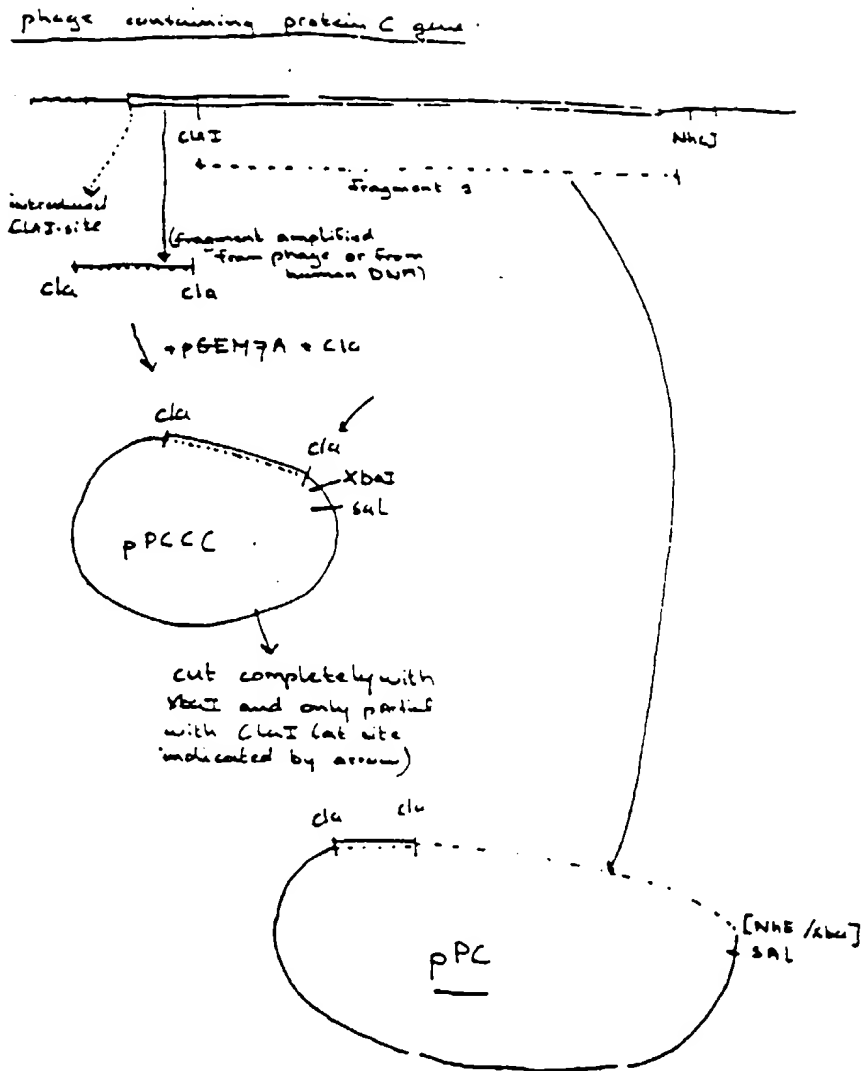 phage containing protein C gene.
ClaI
NheI
fragment
introduced
ClaI-site
(fragment amplified
from phage or from
human DNA)
cla
cla
+ pGEM7A + Cla
cla
cla
XbaI
sal
pPCCC
cut completely with
XbaI and only partial
with ClaI (at site
indicated by arrow)
cla
cla
[NhE/xba]
SAL
pPC